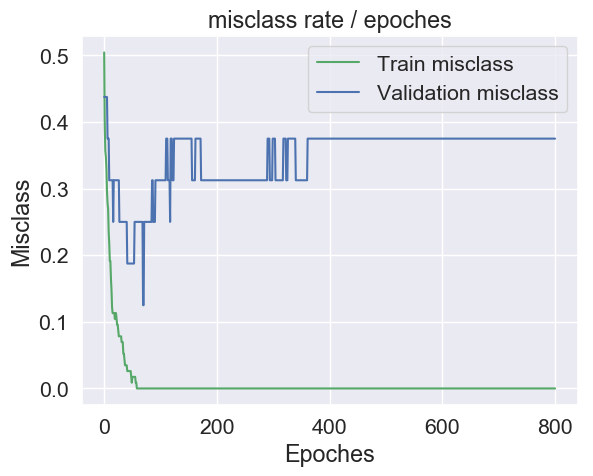 misclass rate / epoches
Train misclass
Validation misclass
0.5
0.4
0.3
0.2
0.1
0.0
Misclass
0
200
400
600
800
Epoches